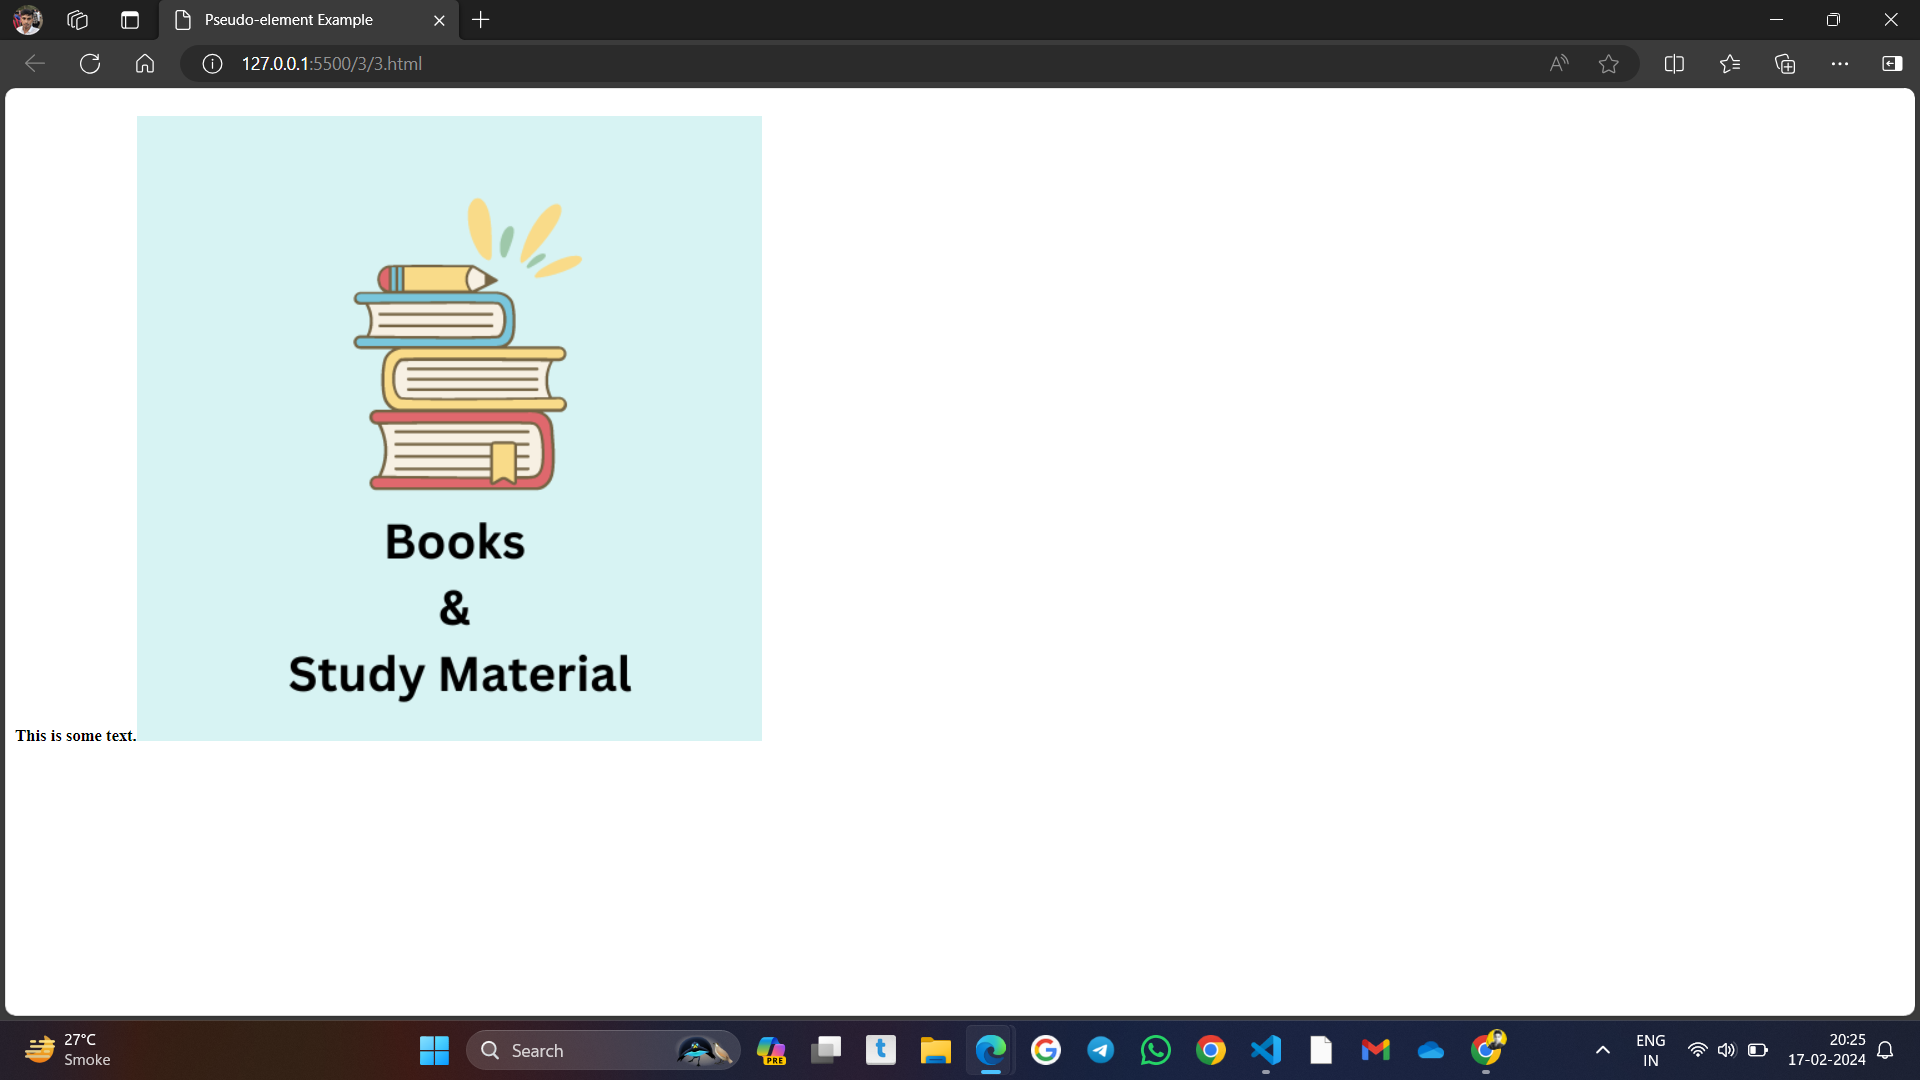 Pseudo-element Example
127.0.0.1:5500/3/3.html
Books
&
Study Material
This is some text.
27°C
Smoke
Search
PRE
t
ENG
IN
20:25
17-02-2024